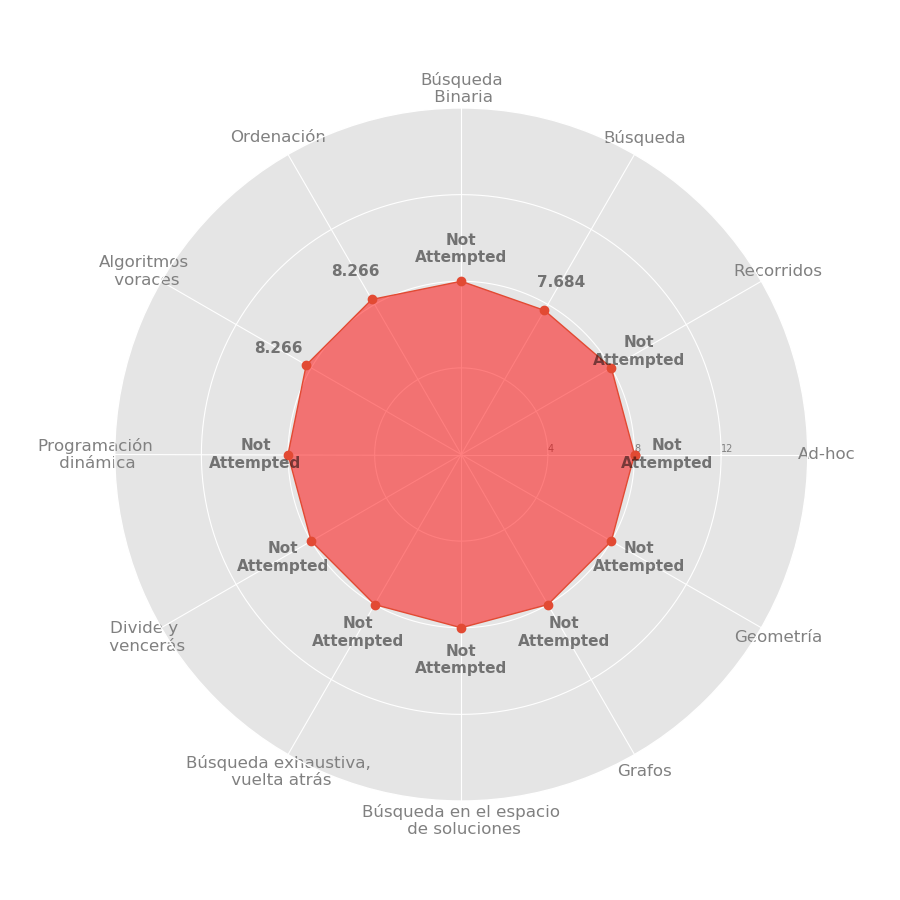 Búsqueda
Binaria
Ordenación
Búsqueda
Not
Attempted
Algoritmos
voraces
8.266
7.684
Recorridos
8.266
Not
Attempted
Programación
dinámica
Not
Attempted
4
8
Not
Attempted
12
Ad-hoc
Not
Attempted
Not
Attempted
Divide y
vencerás
Not
Attempted
Not
Attempted
Geometría
Not
Attempted
Búsqueda exhaustiva,
vuelta atrás
Grafos
Búsqueda en el espacio
de soluciones